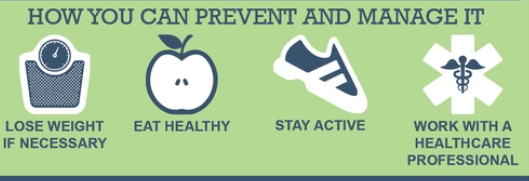 HOW YOU CAN PREVENT AND MANAGE IT
LOSE WEIGHT
IF NECESSARY
EAT HEALTHY
STAY ACTIVE
WORK WITH A
HEALTHCARE
PROFESSIONAL